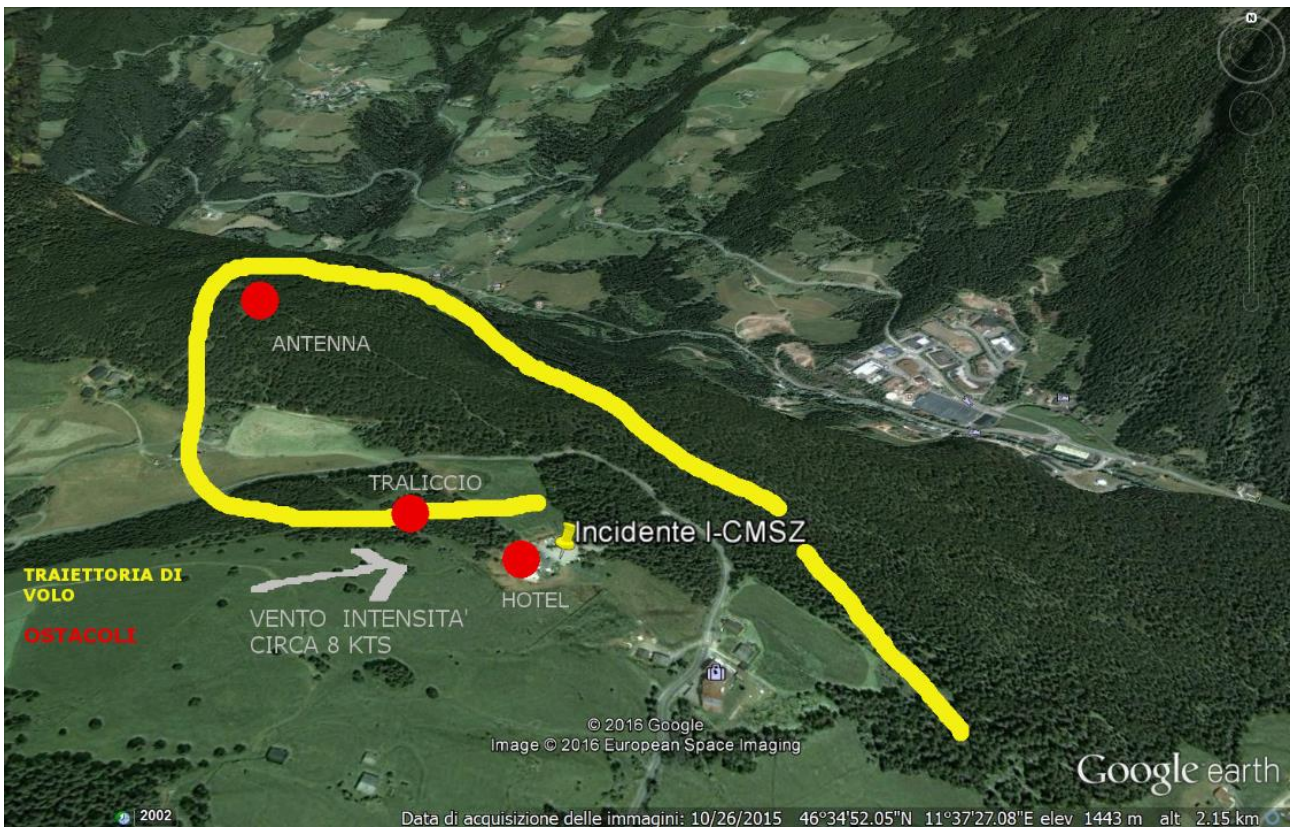 N
ANTENNA
TRALICCIO
Incidente I-CMSZ
HOTEL
TRAIETTORIA DI
VOLO
OSTACOLI
VENTO INTENSITA'
CIRCA 8 KTS
© 2016 Google
Image © 2016 European Space Imaging
Google earth
2002
Data di acquisizione delle immagini: 10/26/2015 46°34'52.05"N 11°37'27.08"E elev 1443 m alt 2.15 km